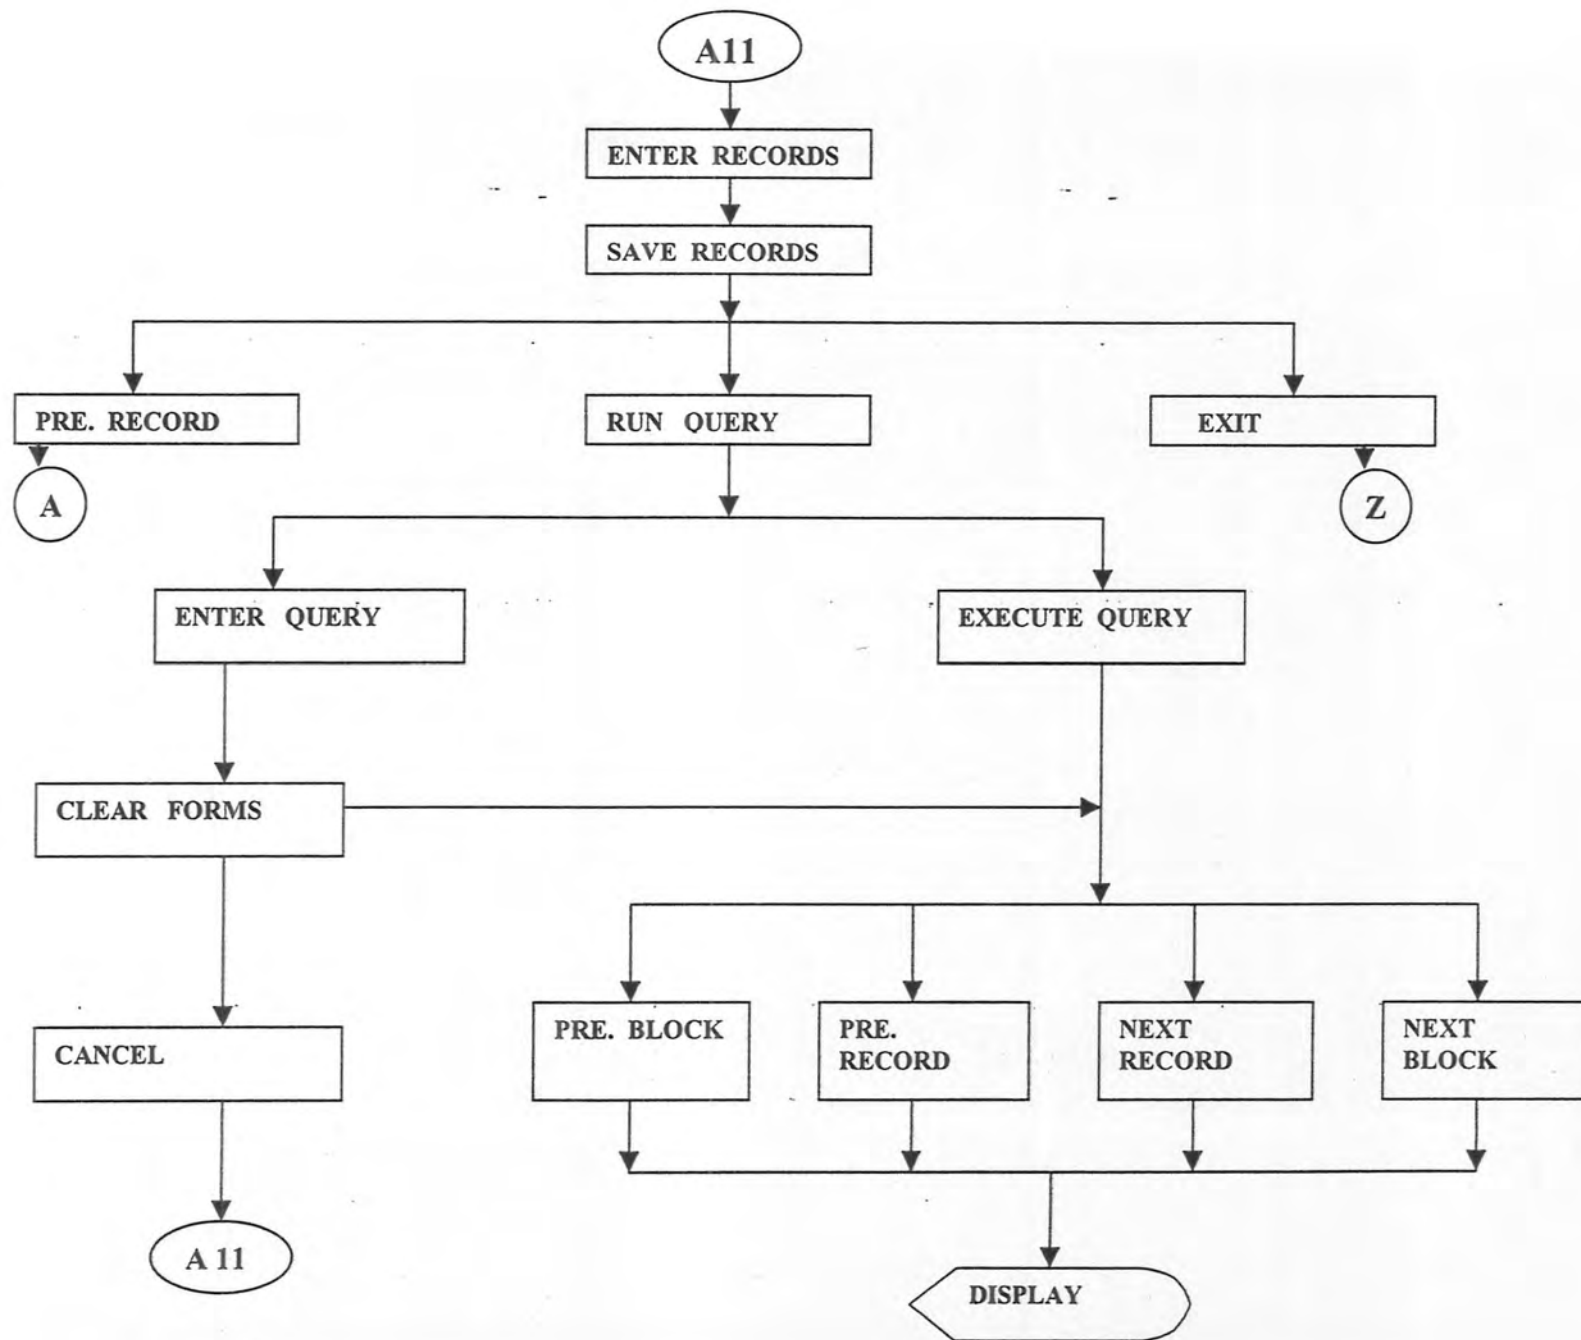 A11
ENTER RECORDS
SAVE RECORDS
PRE. RECORD
RUN QUERY
EXIT
A
Z
ENTER QUERY
EXECUTE QUERY
CLEAR FORMS
CANCEL
PRE. BLOCK
PRE.
RECORD
NEXT
RECORD
NEXT
BLOCK
A 11
DISPLAY